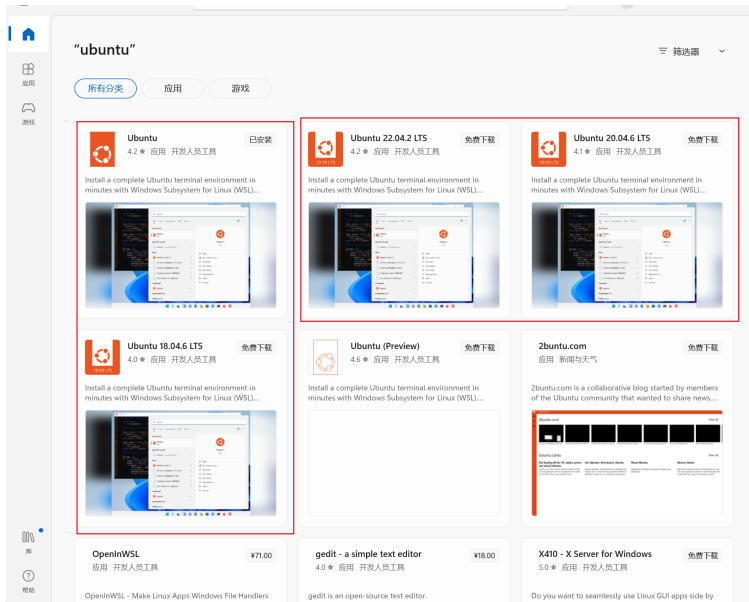 “ubuntu”
筛选器
所有分类
应用
游戏
应用
游戏
Ubuntu
已安装
4.2 ★ 应用 开发人员工具
Install a complete Ubuntu terminal environment in
minutes with Windows Subsystem for Linux (WSL)....
Ubuntu 22.04.2 LTS
免费下载
4.2 ★ 应用 开发人员工具
22.04 LTS
Install a complete Ubuntu terminal environment in
minutes with Windows Subsystem for Linux (WSL)....
Ubuntu 20.04.6 LTS
免费下载
4.1 ★ 应用 开发人员工具
20.04 LTS
Install a complete Ubuntu terminal environment in
minutes with Windows Subsystem for Linux (WSL)....
Ubuntu 18.04.6 LTS
免费下载
4.0 ★ 应用 开发人员工具
18.04 LTS
Install a complete Ubuntu terminal environment in
minutes with Windows Subsystem for Linux (WSL)....
Ubuntu (Preview)
免费下载
4.6 ★ 应用 开发人员工具
Install a complete Ubuntu terminal environment in
minutes with Windows Subsystem for Linux (WSL)....
2buntu.com
免费下载
应用 新闻与天气
2buntu.com is a collaborative blog started by members
of the Ubuntu community that wanted to share news,...
库
帮助
OpenInWSL
¥71.00
应用 开发人员工具
OpenInWSL - Make Linux Apps Windows File Handlers
gedit - a simple text editor
¥18.00
4.0 ★ 应用 开发人员工具
gedit is an open-source text editor.
X410 - X Server for Windows
免费下载
5.0 ★ 应用 开发人员工具
Do you want to seamlessly use Linux GUI apps side by